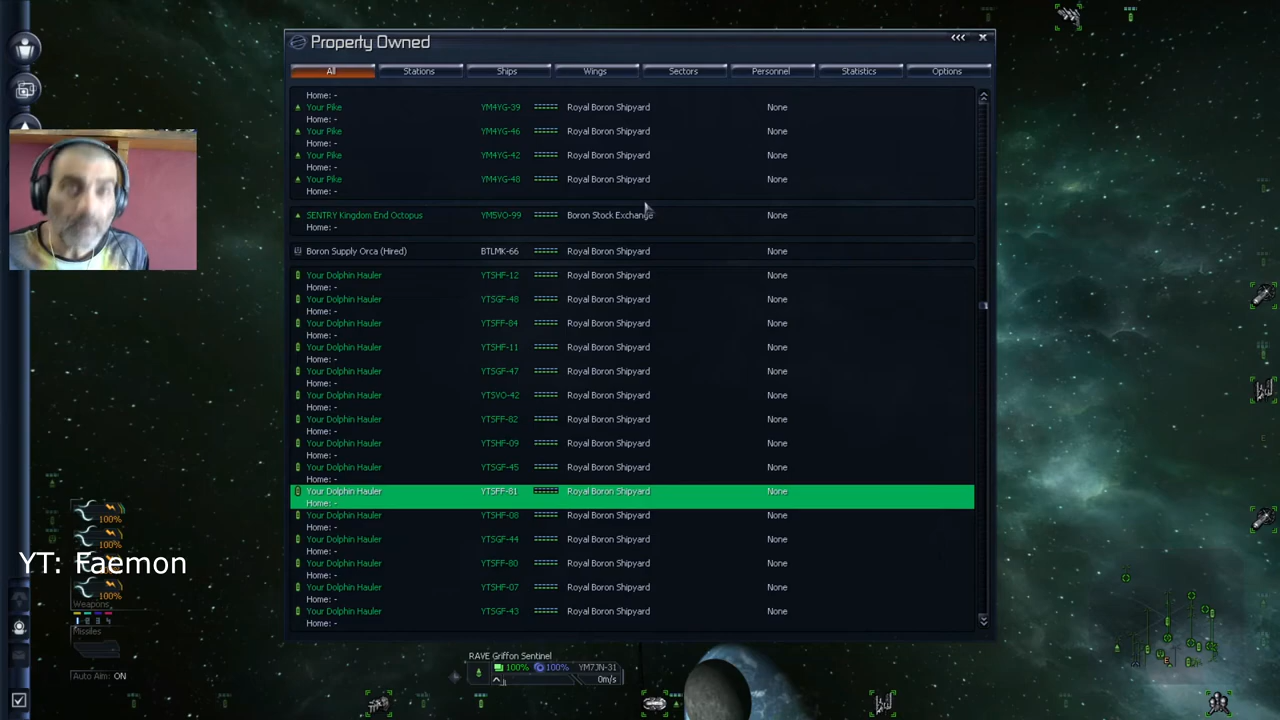 Property Owned
All Stations Ships Wings Sectors Personnel Statistics Options
Home: -
Your Pike YM4YG-39 Royal Boron Shipyard None
Home: -
Your Pike YM4YG-46 Royal Boron Shipyard None
Home: -
Your Pike YM4YG-42 Royal Boron Shipyard None
Home: -
Your Pike YM4YG-48 Royal Boron Shipyard None
Home: -
SENTRY Kingdom End Octopus YM5VO-99 Boron Stock Exchange None
Home: -
Boron Supply Orca (Hired) BTLMK-66 Royal Boron Shipyard None
Your Dolphin Hauler YTSHF-12 Royal Boron Shipyard None
Home: -
Your Dolphin Hauler YTSGF-48 Royal Boron Shipyard None
Home: -
Your Dolphin Hauler YTSFF-84 Royal Boron Shipyard None
Home: -
Your Dolphin Hauler YTSHF-11 Royal Boron Shipyard None
Home: -
Your Dolphin Hauler YTSGF-47 Royal Boron Shipyard None
Home: -
Your Dolphin Hauler YTSVO-42 Royal Boron Shipyard None
Home: -
Your Dolphin Hauler YTSFF-82 Royal Boron Shipyard None
Home: -
Your Dolphin Hauler YTSHF-09 Royal Boron Shipyard None
Home: -
Your Dolphin Hauler YTSGF-45 Royal Boron Shipyard None
Home: -
Your Dolphin Hauler YTSFF-81 Royal Boron Shipyard None
Home: -
Your Dolphin Hauler YTSHF-08 Royal Boron Shipyard None
Home: -
Your Dolphin Hauler YTSGF-44 Royal Boron Shipyard None
Home: -
Your Dolphin Hauler YTSFF-80 Royal Boron Shipyard None
Home: -
Your Dolphin Hauler YTSHF-07 Royal Boron Shipyard None
Home: -
Your Dolphin Hauler YTSGF-43 Royal Boron Shipyard None
Home: -
100%
100%
YT: Faemon
100%
Weapons
1 2 3 4
Missiles
Auto Aim: ON
RAVE Griffon Sentinel
100% 100% YM7JN-31
0m/s